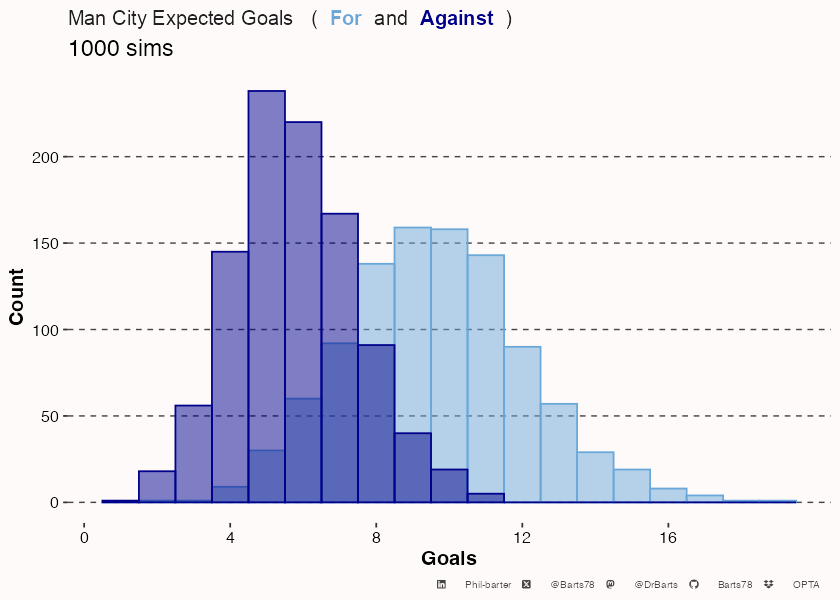 Man City Expected Goals ( For and Against )
1000 sims
Count
200
150
100
50
0
0 4 8 12 16
Goals
Phil-barter @Barts78 @DrBarts Barts78 OPTA